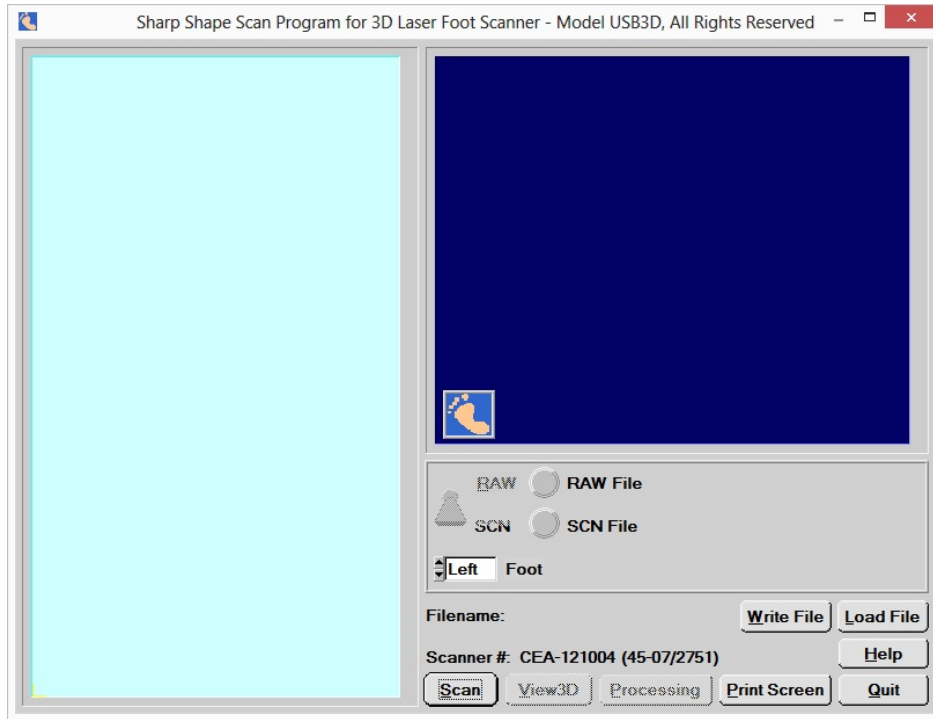 Sharp Shape Scan Program for 3D Laser Foot Scanner - Model USB3D, All Rights Reserved
RAW RAW File
SCN SCN File
Left Foot
Filename: Write File Load File
Scanner #: CEA-121004 (45-07/2751) Help
Scan View3D Processing Print Screen Quit